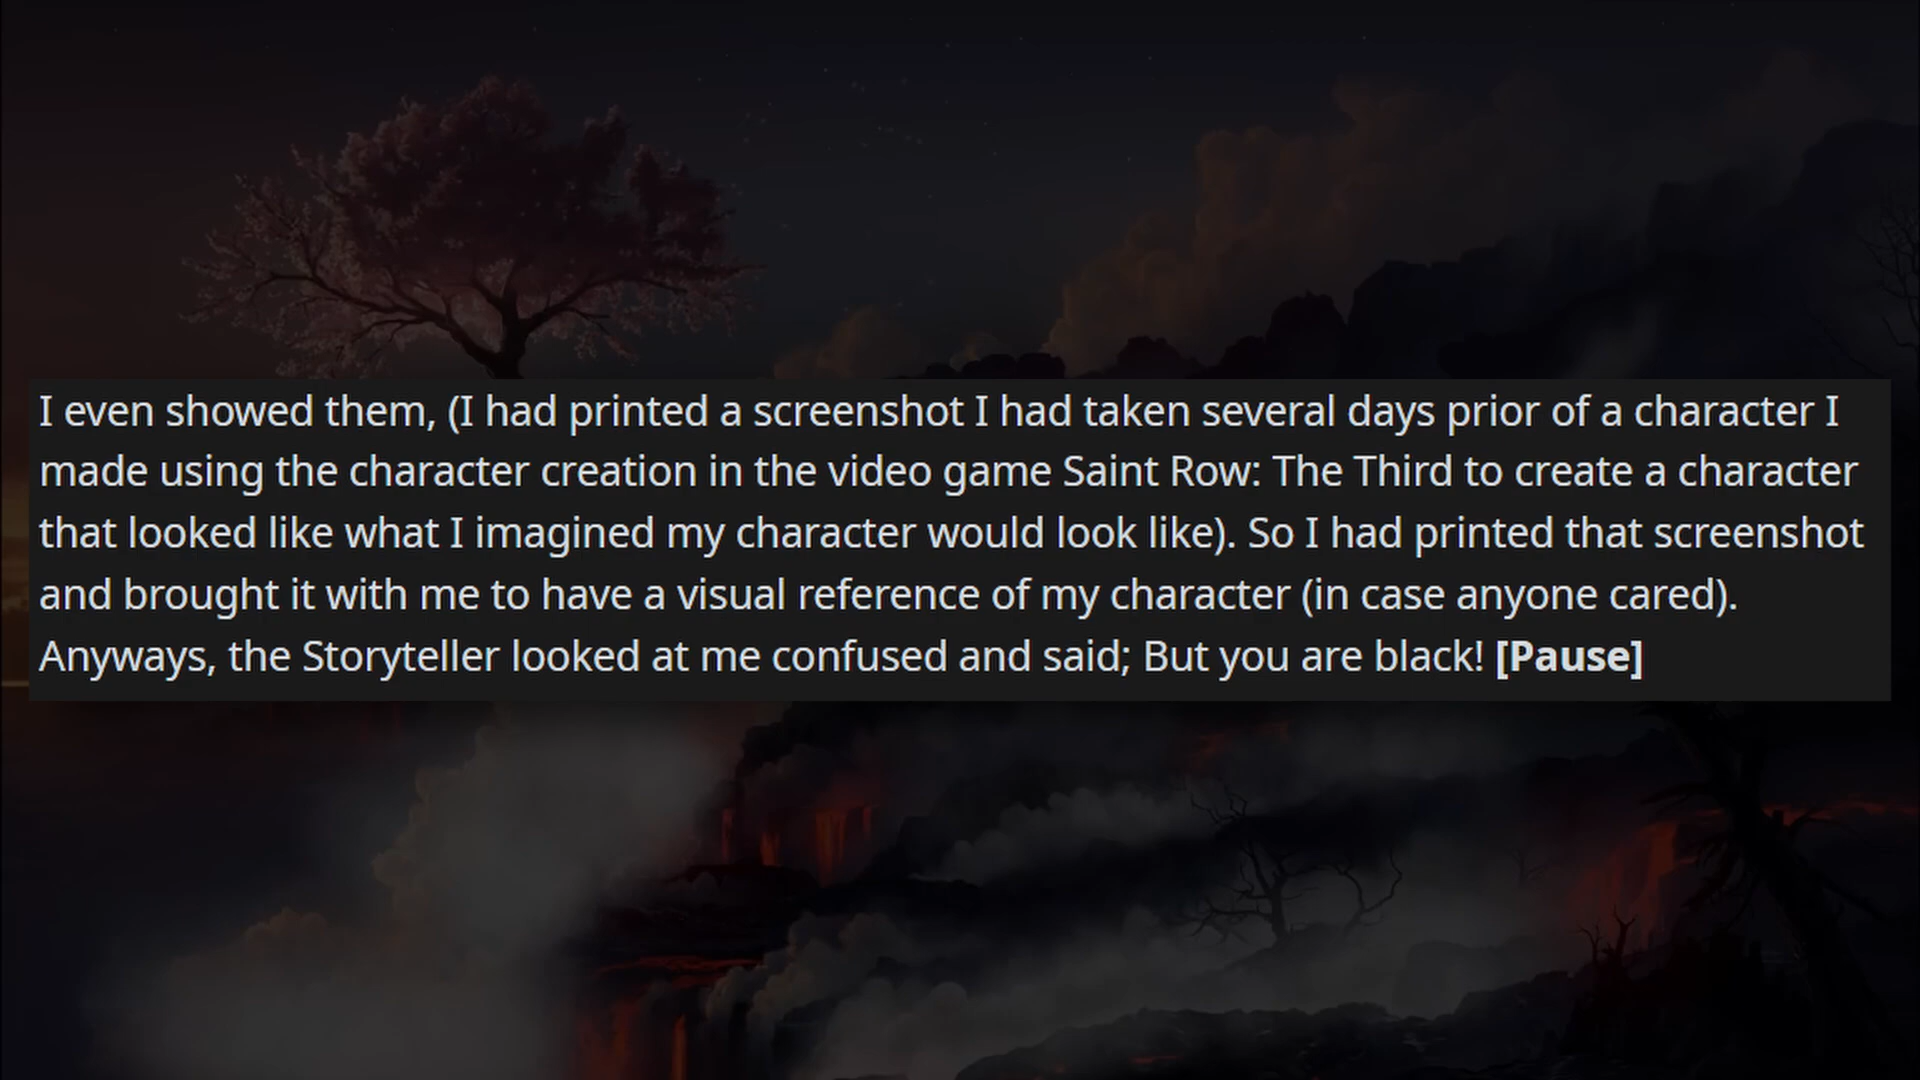 I even showed them, (I had printed a screenshot I had taken several days prior of a character I
made using the character creation in the video game Saint Row: The Third to create a character
that looked like what I imagined my character would look like). So I had printed that screenshot
and brought it with me to have a visual reference of my character (in case anyone cared).
Anyways, the Storyteller looked at me confused and said; But you are black! [Pause]